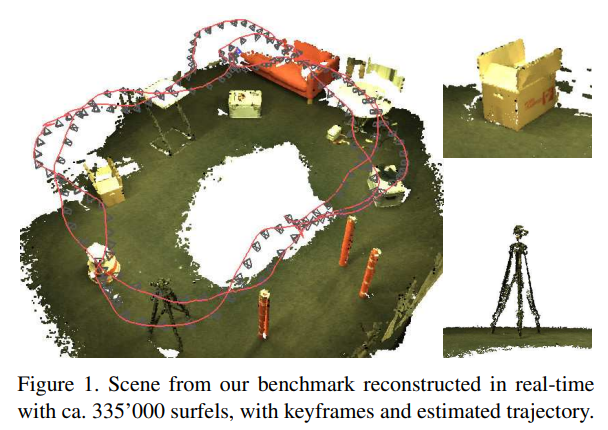 Figure 1. Scene from our benchmark reconstructed in real-time
with ca. 335’000 surfels, with keyframes and estimated trajectory.